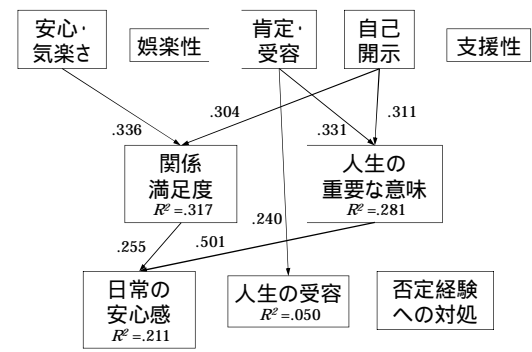 安心・
気楽さ
娯楽性
肯定・
受容
自己
開示
支援性
.336
.304
.331
.311
関係
満足度
R²=.317
人生の
重要な意味
R²=.281
.255
.501
.240
日常の
安心感
R²=.211
人生の受容
R²=.050
否定経験
への対処